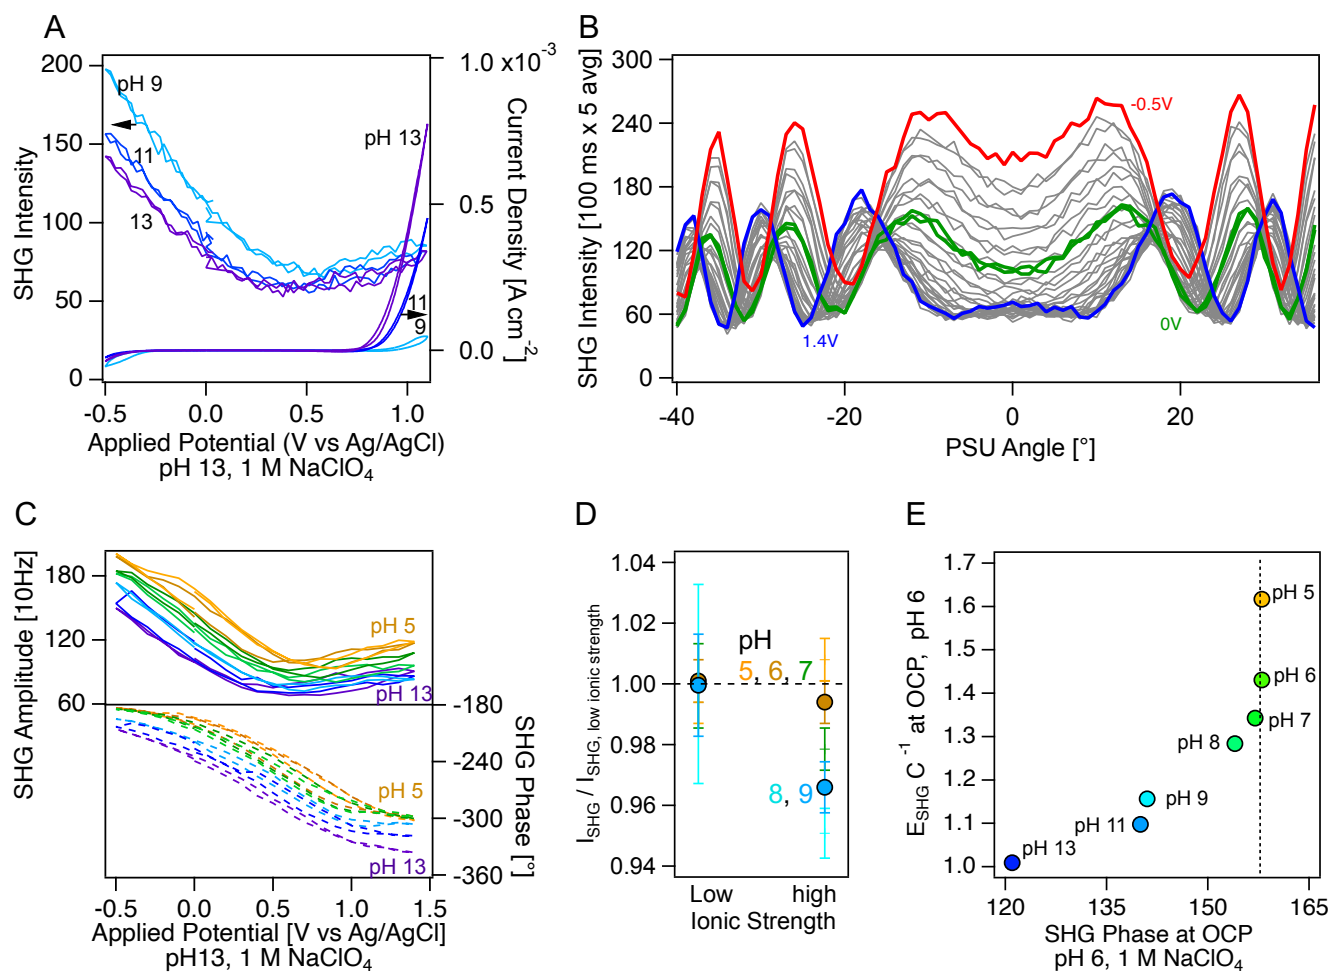 A
SHG Intensity
200
150
100
50
0
pH 9
11
13
pH 13
11
9
1.0 x10⁻³
0.5
0.0
Current Density [A cm⁻²]
-0.5
0.0
0.5
1.0
Applied Potential (V vs Ag/AgCl)
pH 13, 1 M NaClO₄
B
SHG Intensity [100 ms x 5 avg]
300
240
180
120
60
0
-0.5V
0V
1.4V
-40
-20
0
20
PSU Angle [°]
C
SHG Amplitude [10Hz]
180
120
60
pH 5
pH 13
pH 5
pH 13
-180
-240
-300
-360
SHG Phase [°]
-0.5
0.0
0.5
1.0
1.5
Applied Potential [V vs Ag/AgCl]
pH13, 1 M NaClO₄
D
I_SHG / I_SHG, low ionic strength
1.04
1.02
1.00
0.98
0.96
0.94
pH
5, 6, 7
8, 9
Low
high
Ionic Strength
E
E_SHG C⁻¹ at OCP, pH 6
1.7
1.6
1.5
1.4
1.3
1.2
1.1
1.0
pH 5
pH 6
pH 7
pH 8
pH 9
pH 11
pH 13
120
135
150
165
SHG Phase at OCP
pH 6, 1 M NaClO₄